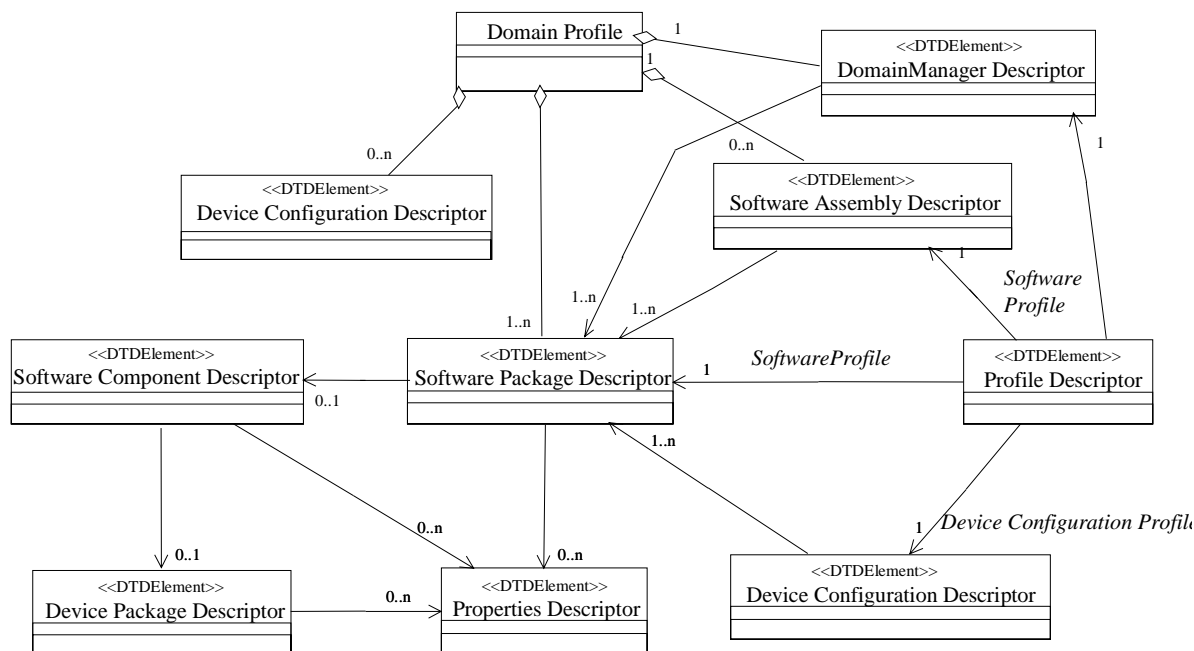 Domain Profile
1
1
<<DTDElement>>
DomainManager Descriptor
0..n
0..n
1
<<DTDElement>>
Device Configuration Descriptor
<<DTDElement>>
Software Assembly Descriptor
1
Software
Profile
1..n
1..n
1..n
<<DTDElement>>
Software Component Descriptor
<<DTDElement>>
Software Package Descriptor
SoftwareProfile
1
<<DTDElement>>
Profile Descriptor
0..1
1..n
0..n
0..1
0..n
1
Device Configuration Profile
<<DTDElement>>
Device Package Descriptor
0..n
<<DTDElement>>
Properties Descriptor
<<DTDElement>>
Device Configuration Descriptor